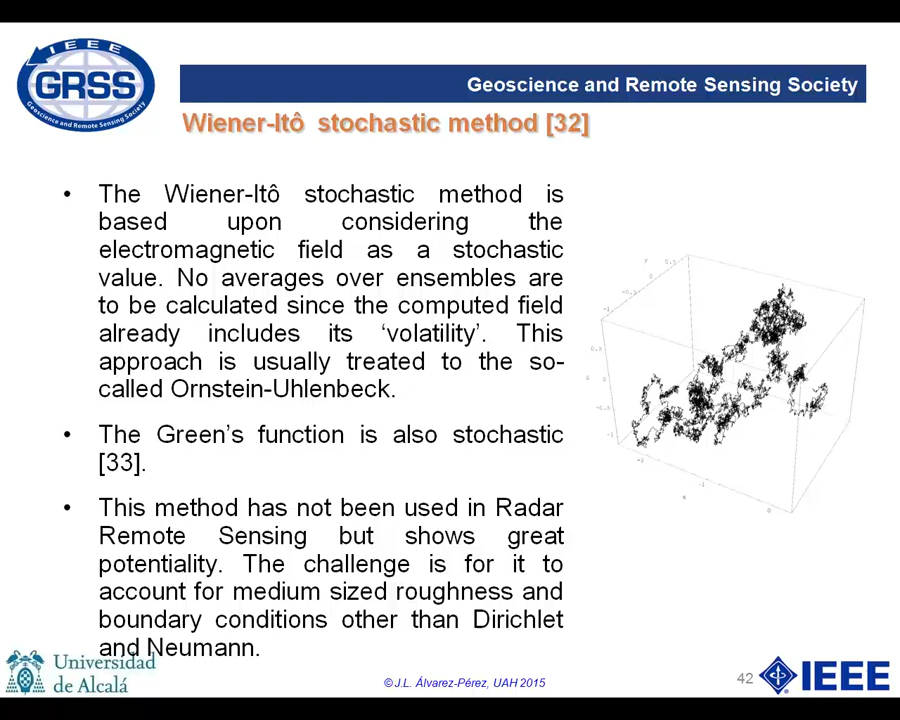 IEEE
GRSS
Geoscience and Remote Sensing Society
Geoscience and Remote Sensing Society
Wiener-Itô stochastic method [32]
• The Wiener-Itô stochastic method is
based upon considering the
electromagnetic field as a stochastic
value. No averages over ensembles are
to be calculated since the computed field
already includes its ‘volatility’. This
approach is usually treated to the so-
called Ornstein-Uhlenbeck.
• The Green’s function is also stochastic
[33].
• This method has not been used in Radar
Remote Sensing but shows great
potentiality. The challenge is for it to
account for medium sized roughness and
boundary conditions other than Dirichlet
and Neumann.
Universidad
de Alcalá
© J.L. Álvarez-Pérez, UAH 2015
42
IEEE